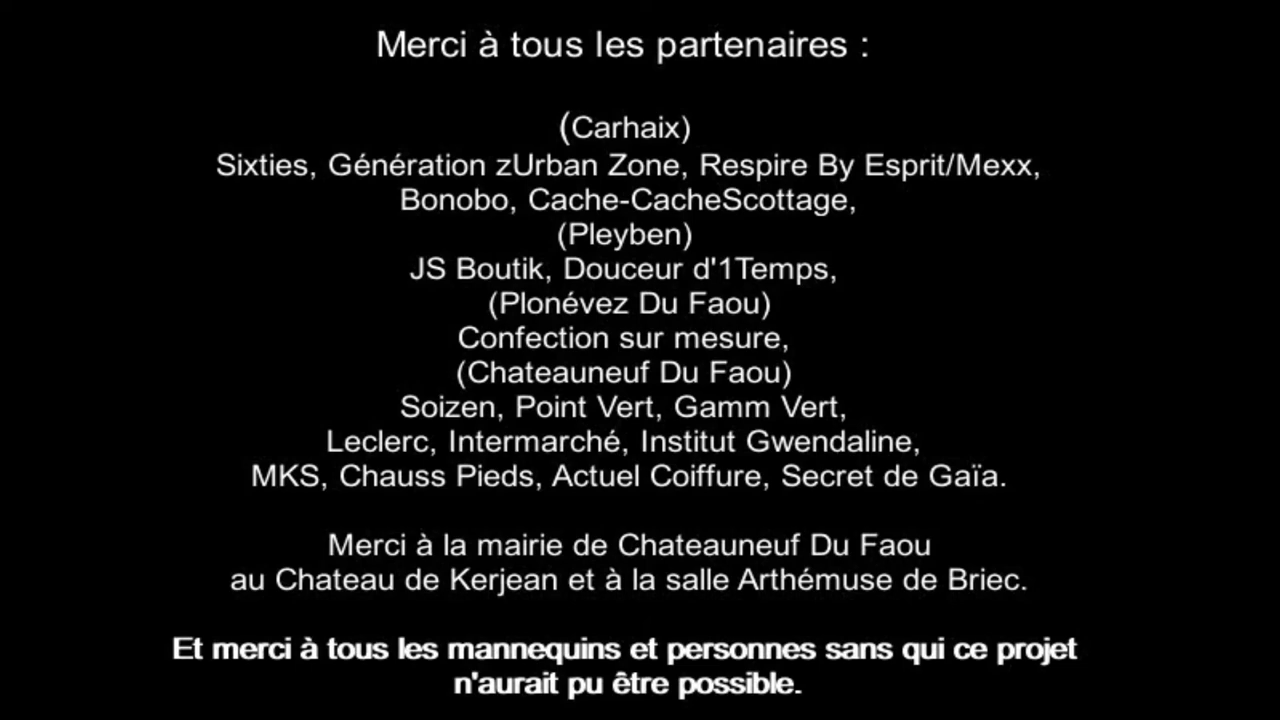 Merci à tous les partenaires :
(Carhaix)
Sixties, Génération zUrban Zone, Respire By Esprit/Mexx,
Bonobo, Cache-CacheScottage,
(Pleyben)
JS Boutik, Douceur d'1Temps,
(Plonévez Du Faou)
Confection sur mesure,
(Chateauneuf Du Faou)
Soizen, Point Vert, Gamm Vert,
Leclerc, Intermarché, Institut Gwendaline,
MKS, Chauss Pieds, Actuel Coiffure, Secret de Gaïa.
Merci à la mairie de Chateauneuf Du Faou
au Chateau de Kerjean et à la salle Arthémuse de Briec.
Et merci à tous les mannequins et personnes sans qui ce projet
n'aurait pu être possible.